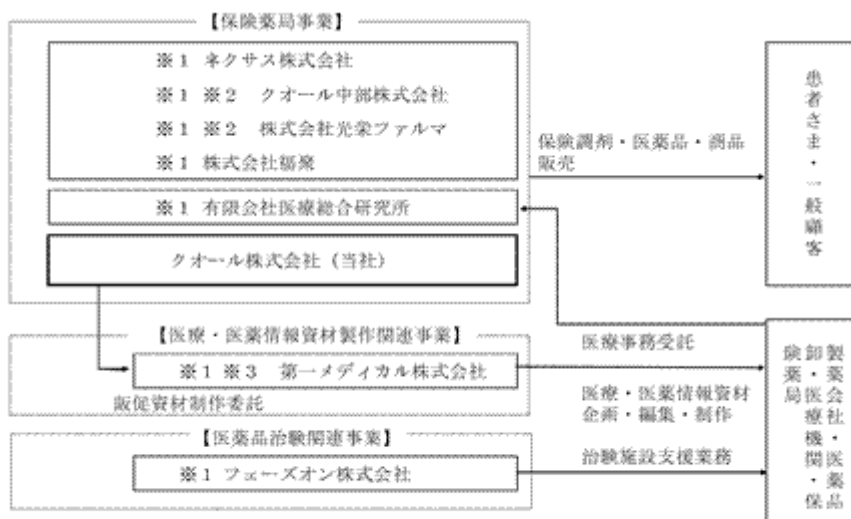 【保険薬局事業】
※1 ネクサス株式会社
※1 ※2 クオール中部株式会社
※1 ※2 株式会社光栄ファルマ
※1 株式会社福聚
※1 有限会社医療総合研究所
クオール株式会社（当社）
保険調剤・医薬品・商品
販売
患者さま・一般顧客
【医療・医薬情報資材製作関連事業】
※1 ※3 第一メディカル株式会社
販促資材制作委託
医療事務受託
医療・医薬情報資材
企画・編集・制作
【医薬品治験関連事業】
※1 フェーズオン株式会社
治験施設支援業務
製薬会社・医薬品
卸・医療機関・保
険薬局